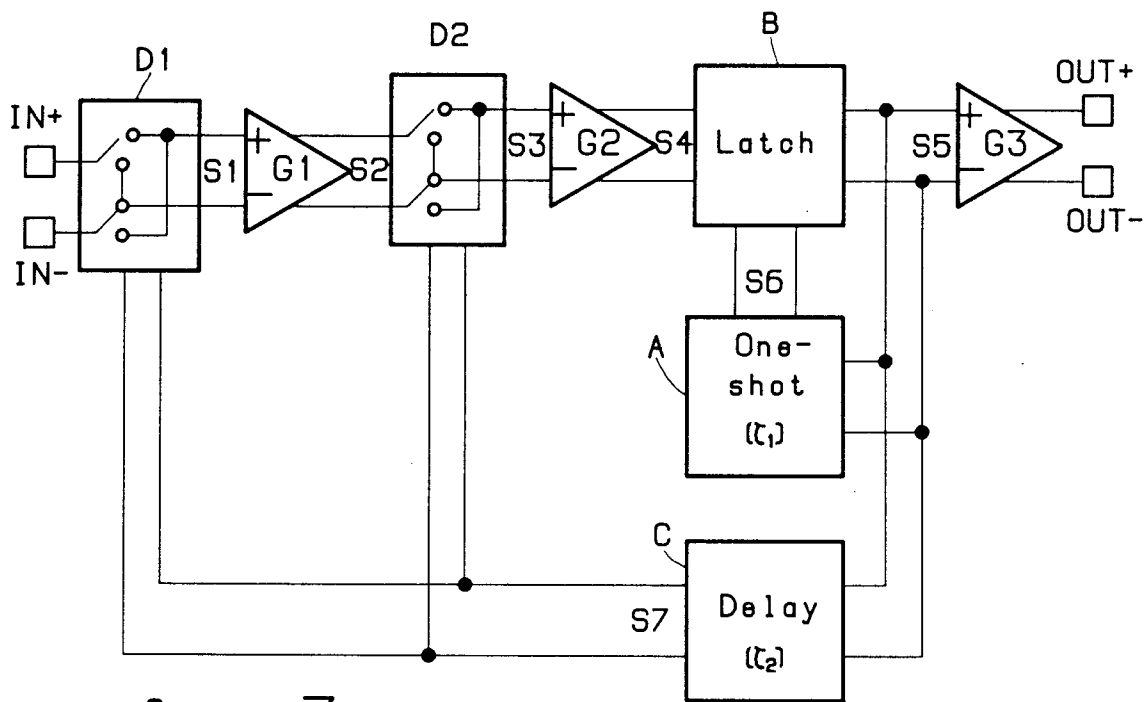 B
D2
D1
OUT+
IN+
+
+
+
S1
G1
S2
S3
G2
S4
Latch
S5
G3
−
−
−
OUT-
IN-
S6
A
One-
shot
(τ₁)
C
Delay
S7
(τ₂)